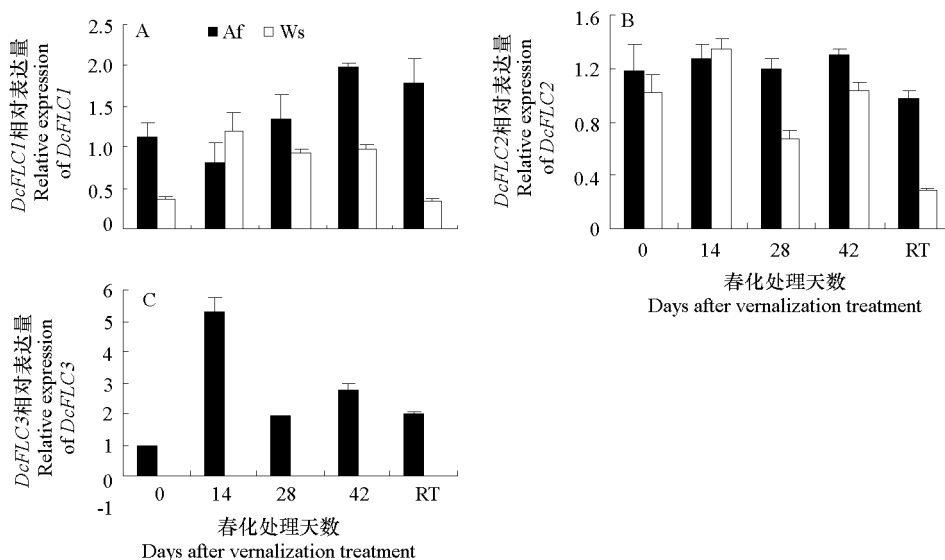 A
Af
Ws
DcFLC1相对表达量
Relative expression
of DcFLC1
2.5
2.0
1.5
1.0
0.5
0
B
DcFLC2相对表达量
Relative expression
of DcFLC2
1.6
1.2
0.8
0.4
0
0 14 28 42 RT
春化处理天数
Days after vernalization treatment
C
DcFLC3相对表达量
Relative expression
of DcFLC3
6
5
4
3
2
1
0
-1
0 14 28 42 RT
春化处理天数
Days after vernalization treatment